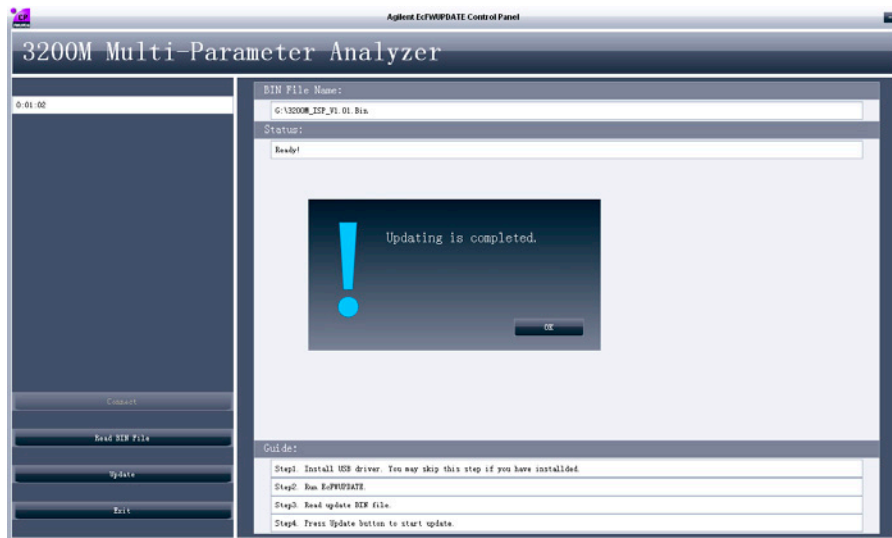 Agilent EcFWUPDATE Control Panel
3200M Multi-Parameter Analyzer
0:01:02
Connect
Read BIN File
Update
Exit
BIN File Name:
G:\3200M_ISP_V1.01.Bin
Status:
Ready!
Updating is completed.
OK
Guide:
Step1. Install USB driver. You may skip this step if you have installded.
Step2. Run EcFWUPDATE.
Step3. Read update BIN file.
Step4. Press Update button to start update.